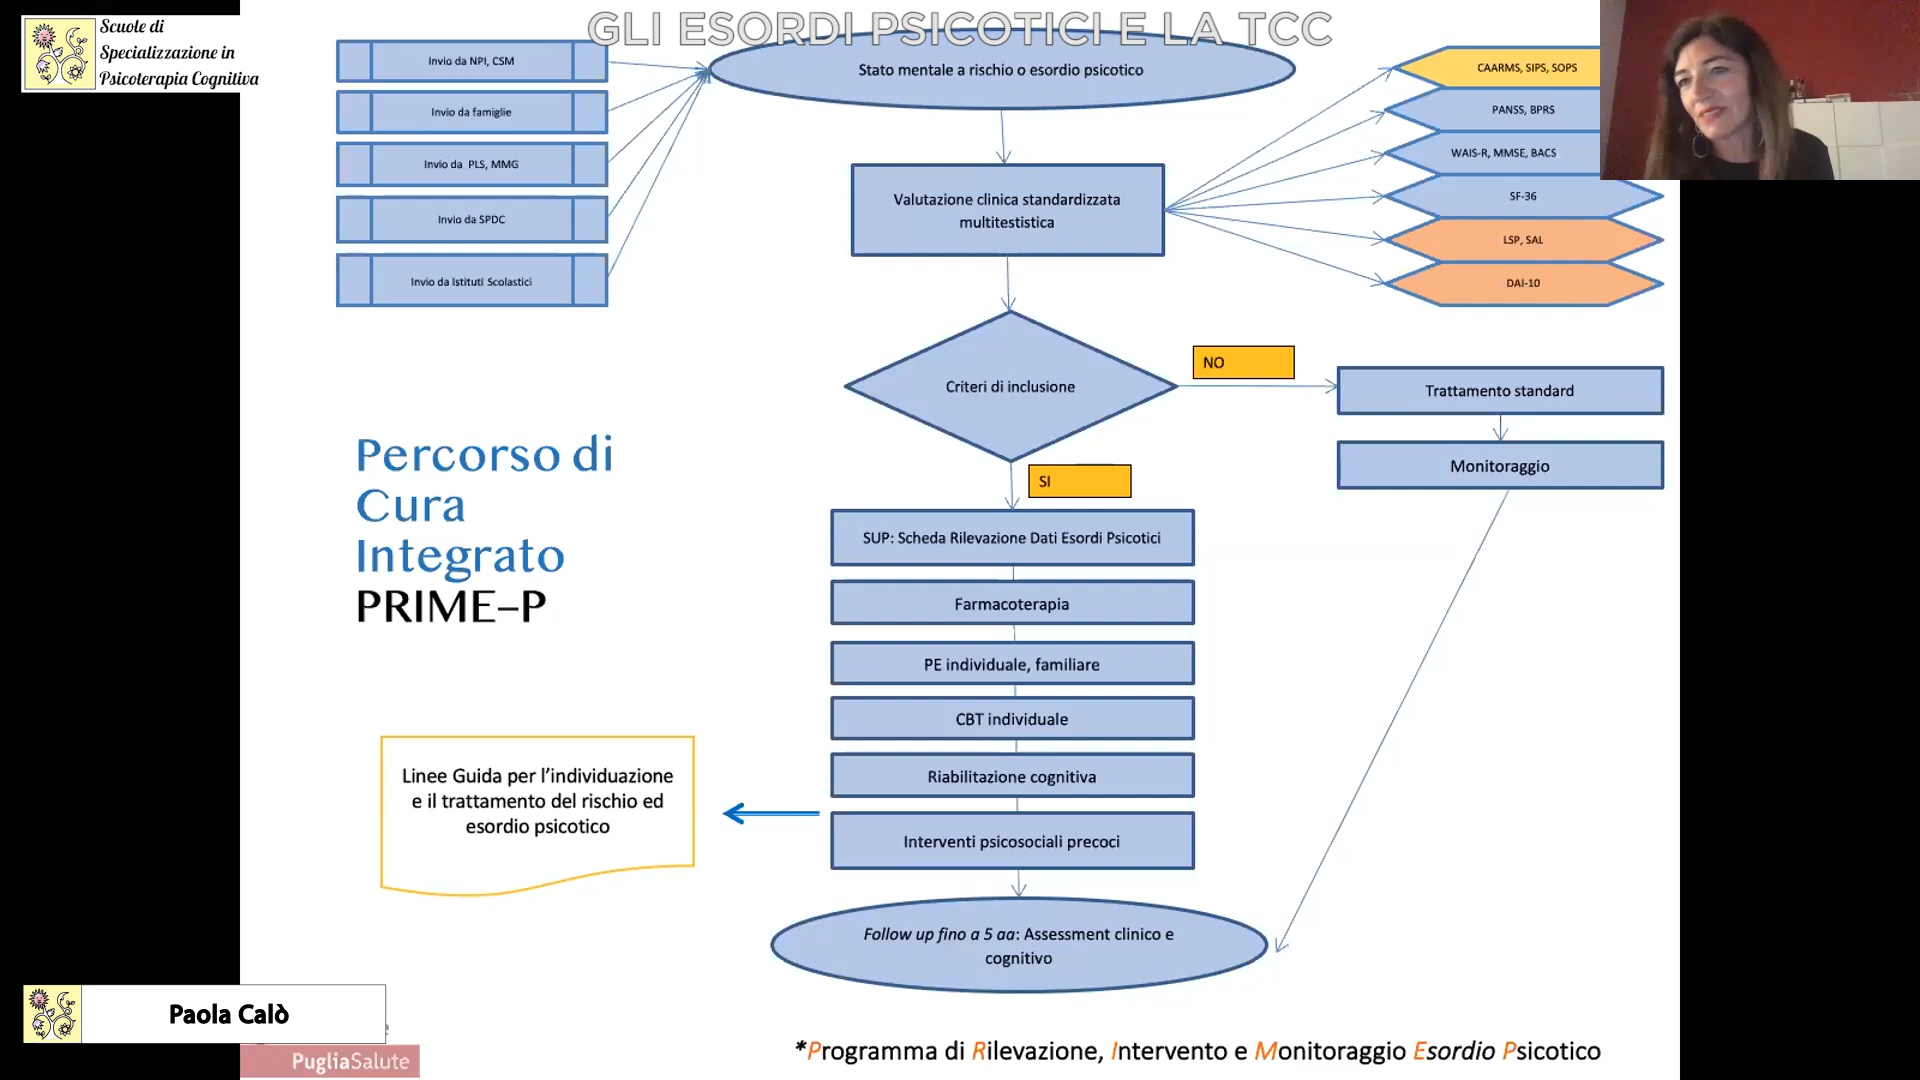 GLI ESORDI PSICOTICI E LA TCC
Scuole di
Specializzazione in
Psicoterapia Cognitiva
Invio da NPI, CSM
Invio da famiglie
Invio da PLS, MMG
Invio da SPDC
Invio da Istituti Scolastici
Stato mentale a rischio o esordio psicotico
Valutazione clinica standardizzata
multitestistica
CAARMS, SIPS, SOPS
PANSS, BPRS
WAIS-R, MMSE, BACS
SF-36
LSP, SAL
DAI-10
Criteri di inclusione
NO
Trattamento standard
Monitoraggio
SI
Percorso di
Cura
Integrato
PRIME–P
SUP: Scheda Rilevazione Dati Esordi Psicotici
Farmacoterapia
PE individuale, familiare
CBT individuale
Riabilitazione cognitiva
Interventi psicosociali precoci
Linee Guida per l’individuazione
e il trattamento del rischio ed
esordio psicotico
Follow up fino a 5 aa: Assessment clinico e
cognitivo
Paola Calò
PugliaSalute
*Programma di Rilevazione, Intervento e Monitoraggio Esordio Psicotico